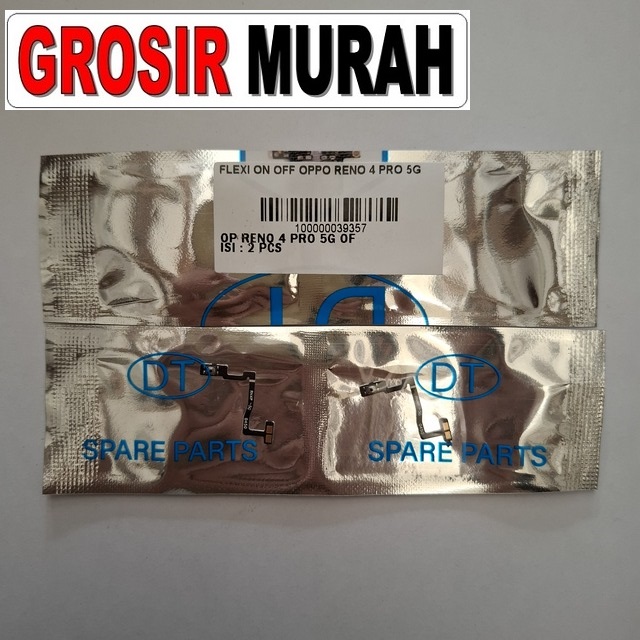 GROSIR MURAH
FLEXI ON OFF OPPO RENO 4 PRO 5G
100000039357
OP RENO 4 PRO 5G OF
ISI : 2 PCS
DT
DT DT
SPARE PARTS SPARE PARTS